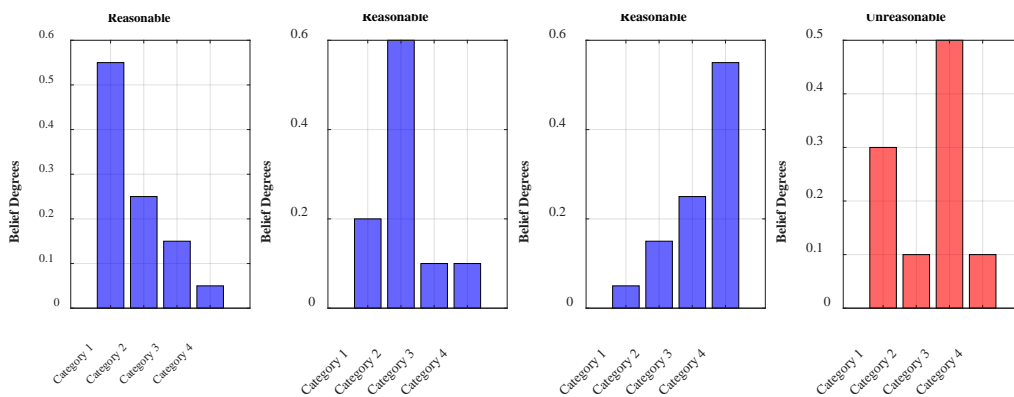 Reasonable
0.6
0.5
0.4
0.3
0.2
0.1
0
Belief Degrees
Category 1
Category 2
Category 3
Category 4
Reasonable
0.6
0.4
0.2
0
Belief Degrees
Category 1
Category 2
Category 3
Category 4
Reasonable
0.6
0.4
0.2
0
Belief Degrees
Category 1
Category 2
Category 3
Category 4
Unreasonable
0.5
0.4
0.3
0.2
0.1
0
Belief Degrees
Category 1
Category 2
Category 3
Category 4